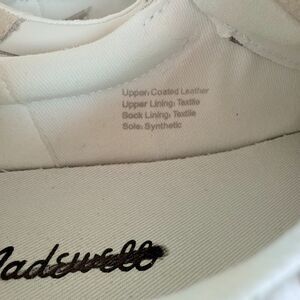 Upper: Coated Leather
Upper Lining: Textile
Sock Lining: Textile
Sole: Synthetic
Madewell